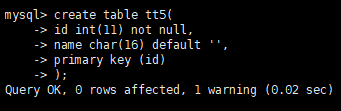 mysql> create table tt5(
    -> id int(11) not null,
    -> name char(16) default '',
    -> primary key (id)
    -> );
Query OK, 0 rows affected, 1 warning (0.02 sec)